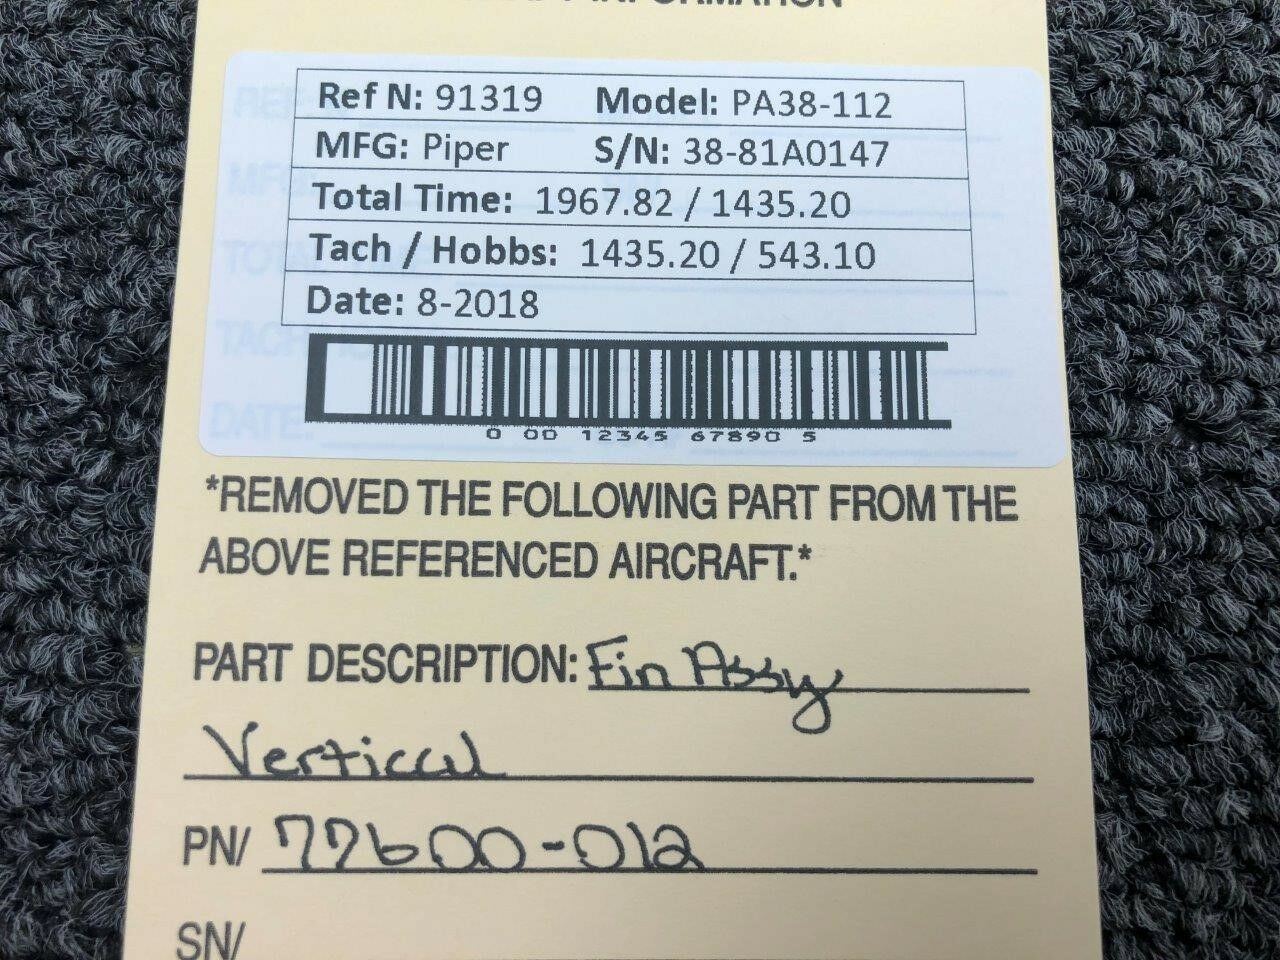 INFORMATION
Ref N: 91319 Model: PA38-112
MFG: Piper S/N: 38-81A0147
Total Time: 1967.82 / 1435.20
Tach / Hobbs: 1435.20 / 543.10
Date: 8-2018
0 00 12345 67890 5
*REMOVED THE FOLLOWING PART FROM THE
ABOVE REFERENCED AIRCRAFT.*
PART DESCRIPTION: Fin Assy
Vertical
PN/ 77600-012
SN/